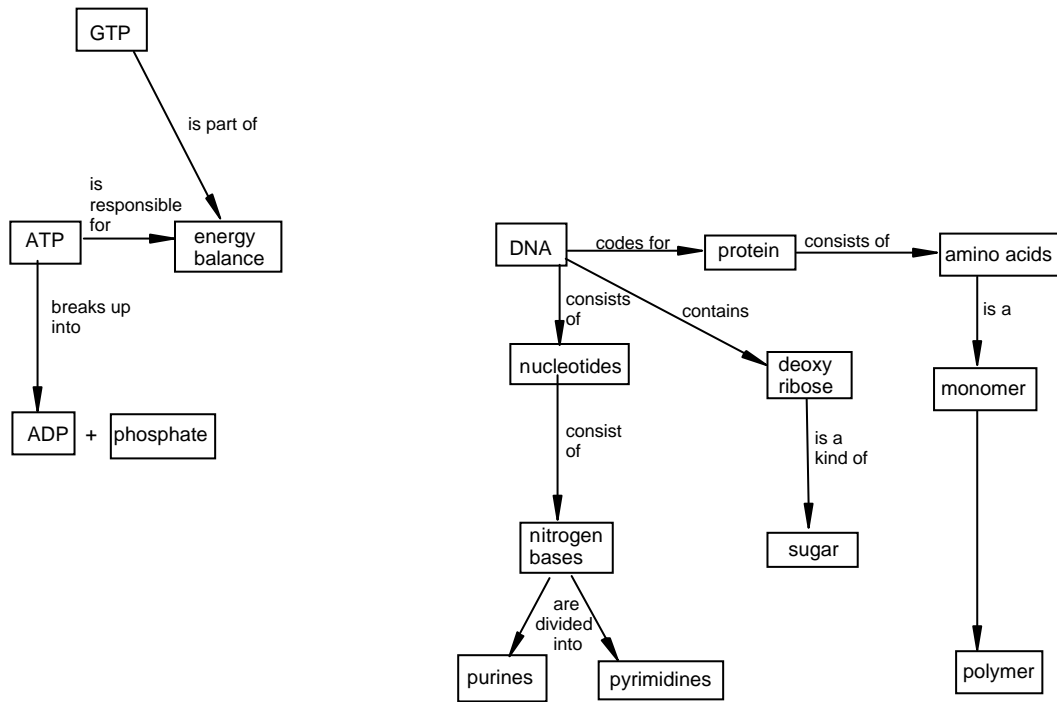 GTP
is part of
is
responsible
for
ATP
energy
balance
breaks up
into
ADP
+
phosphate
DNA
codes for
protein
consists of
amino acids
consists
of
contains
is a
nucleotides
deoxy
ribose
monomer
consist
of
is a
kind of
nitrogen
bases
sugar
are
divided
into
purines
pyrimidines
polymer